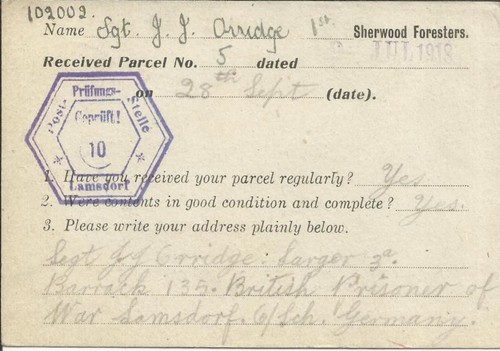 102002.
Name Sgt. J. J. Orridge 1st. Sherwood Foresters.
Received Parcel No. 5 dated JUL 1918
on 28th Sept (date).
Post-Prüfungs-Stelle
Geprüft!
10
Lamsdorf
1. Have you received your parcel regularly? Yes
2. Were contents in good condition and complete? Yes.
3. Please write your address plainly below.
Sgt J J Orridge. Larger 3a.
Barrack 13a. British Prisoner of
War Lamsdorf. O/Sch. Germany.